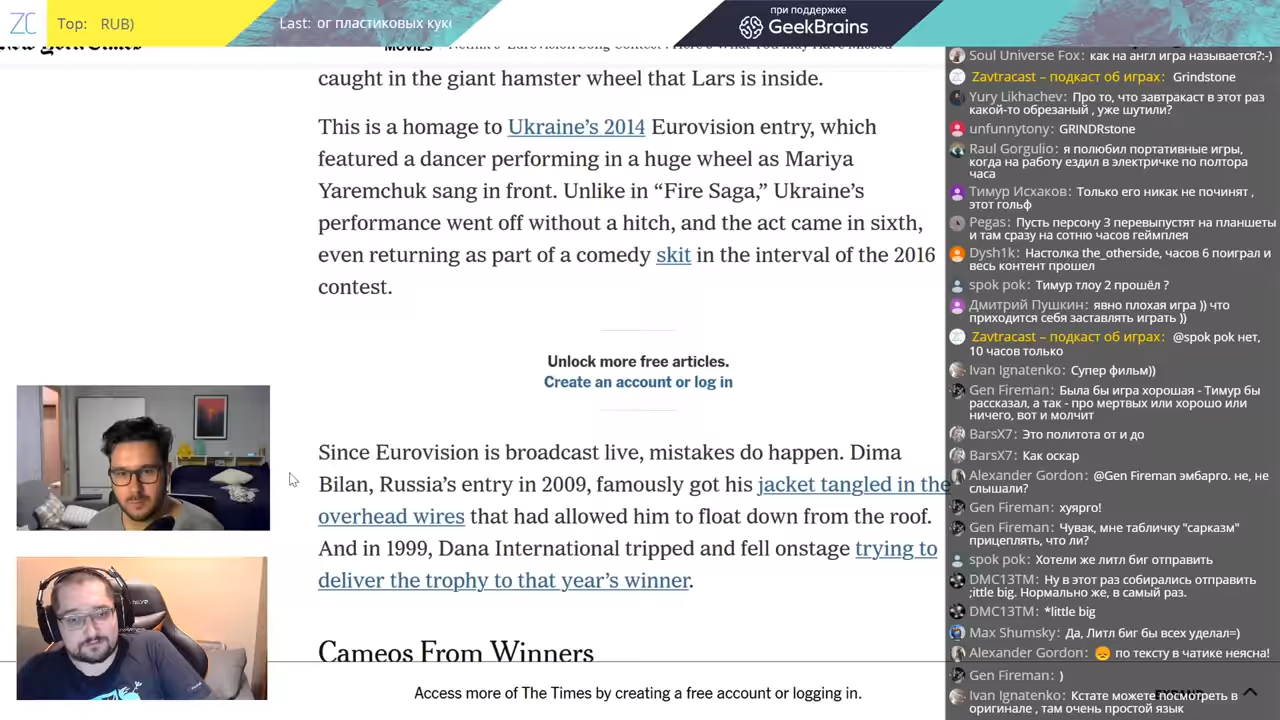 ZC
Top: RUB)
Last: ог пластиковых кук
при поддержке
GeekBrains
MOVIES
caught in the giant hamster wheel that Lars is inside.
This is a homage to Ukraine’s 2014 Eurovision entry, which
featured a dancer performing in a huge wheel as Mariya
Yaremchuk sang in front. Unlike in “Fire Saga,” Ukraine’s
performance went off without a hitch, and the act came in sixth,
even returning as part of a comedy skit in the interval of the 2016
contest.
Unlock more free articles.
Create an account or log in
Since Eurovision is broadcast live, mistakes do happen. Dima
Bilan, Russia’s entry in 2009, famously got his jacket tangled in the
overhead wires that had allowed him to float down from the roof.
And in 1999, Dana International tripped and fell onstage trying to
deliver the trophy to that year’s winner.
Cameos From Winners
Access more of The Times by creating a free account or logging in.
Soul Universe Fox: как на англ игра называется?:-)
Zavtracast – подкаст об играх: Grindstone
Yury Likhachev: Про то, что завтракаст в этот раз
какой-то обрезаный , уже шутили?
unfunnytony: GRINDRstone
Raul Gorgulio: я полюбил портативные игры,
когда на работу ездил в электричке по полтора
часа
Тимур Исхаков: Только его никак не починят ,
этот гольф
Pegas: Пусть персону 3 перевыпустят на планшеты
и там сразу на сотню часов геймплея
Dysh1k: Настолка the_otherside, часов 6 поиграл и
весь контент прошел
spok pok: Тимур тлоу 2 прошёл ?
Дмитрий Пушкин: явно плохая игра )) что
приходится себя заставлять играть ))
Zavtracast – подкаст об играх: @spok pok нет,
10 часов только
Ivan Ignatenko: Супер фильм))
Gen Fireman: Была бы игра хорошая - Тимур бы
рассказал, а так - про мертвых или хорошо или
ничего, вот и молчит
BarsX7: Это политота от и до
BarsX7: Как оскар
Alexander Gordon: @Gen Fireman эмбарго. не, не
слышали?
Gen Fireman: хуярго!
Gen Fireman: Чувак, мне табличку "сарказм"
прицеплять, что ли?
spok pok: Хотели же литл биг отправить
DMC13TM: Ну в этот раз собирались отправить
;ittle big. Нормально же, в самый раз.
DMC13TM: *little big
Max Shumsky: Да, Литл биг бы всех уделал=)
Alexander Gordon: 😞 по тексту в чатике неясна!
Gen Fireman: )
Ivan Ignatenko: Кстате можете посмотреть в
оригинале , там очень простой язык